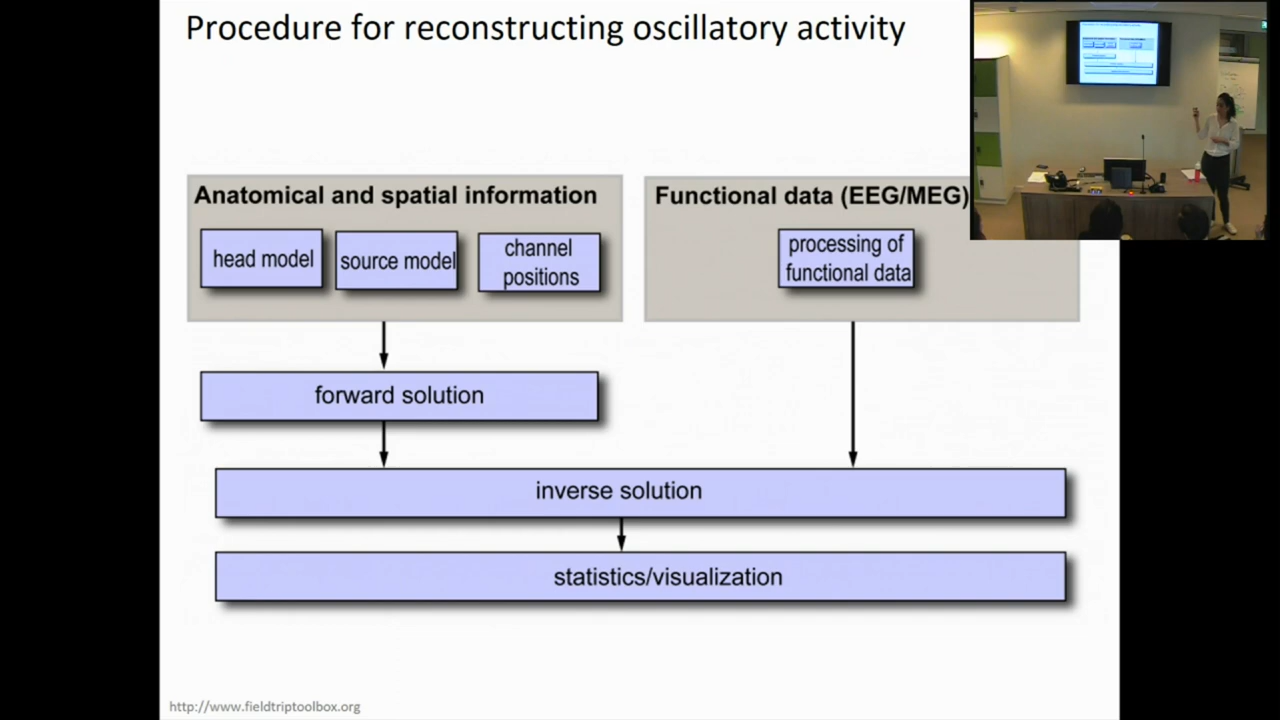 Procedure for reconstructing oscillatory activity
Anatomical and spatial information
head model
source model
channel
positions
Functional data (EEG/MEG)
processing of
functional data
forward solution
inverse solution
statistics/visualization
http://www.fieldtriptoolbox.org